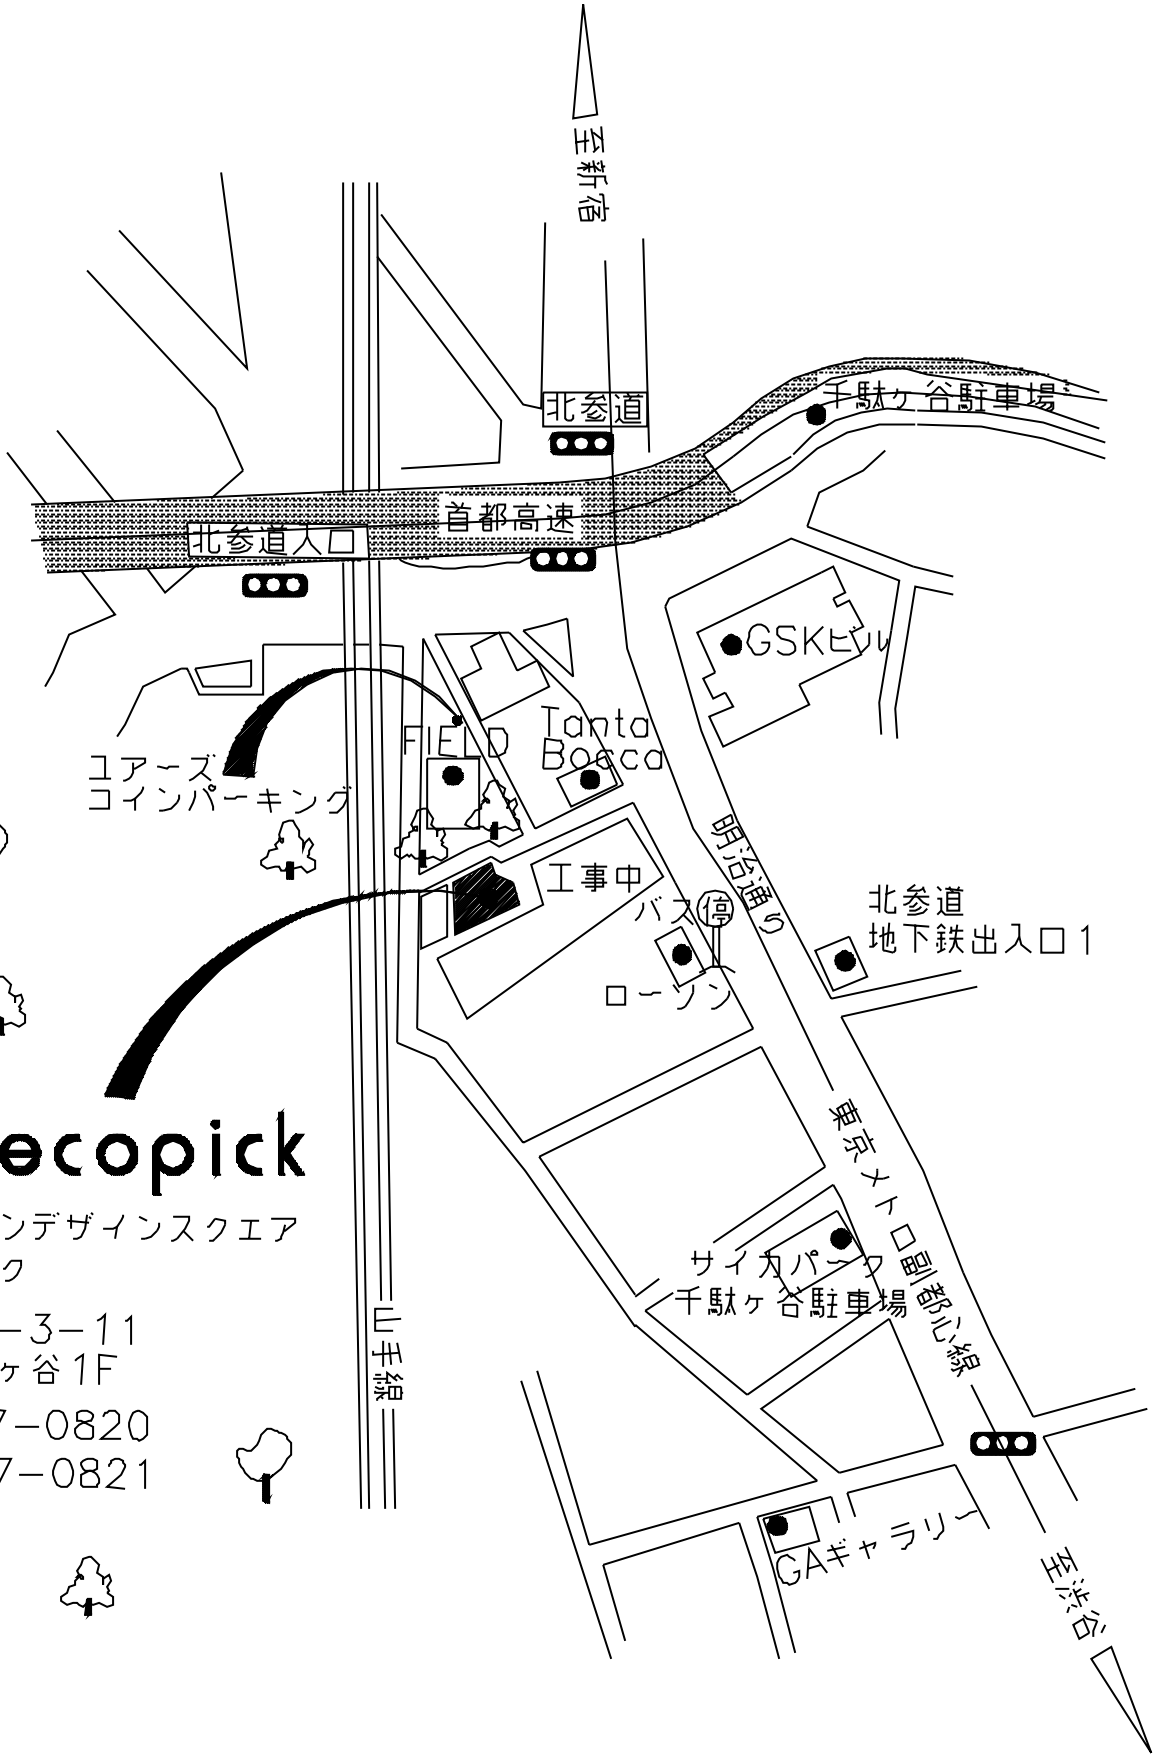 至新宿
北参道
千駄ヶ谷駐車場
首都高速
北参道入口
GSKビル
Tanta
Bocca
FIELD
ユアーズ
コインパーキング
明治通り
工事中
バス停
北参道
地下鉄出入口1
ローソン
ecopick
ンデザインスクエア
ク
東京メトロ副都心線
サイカパーク
千駄ヶ谷駐車場
-3-11
ヶ谷1F
山手線
7-0820
7-0821
GAギャラリー
至渋谷